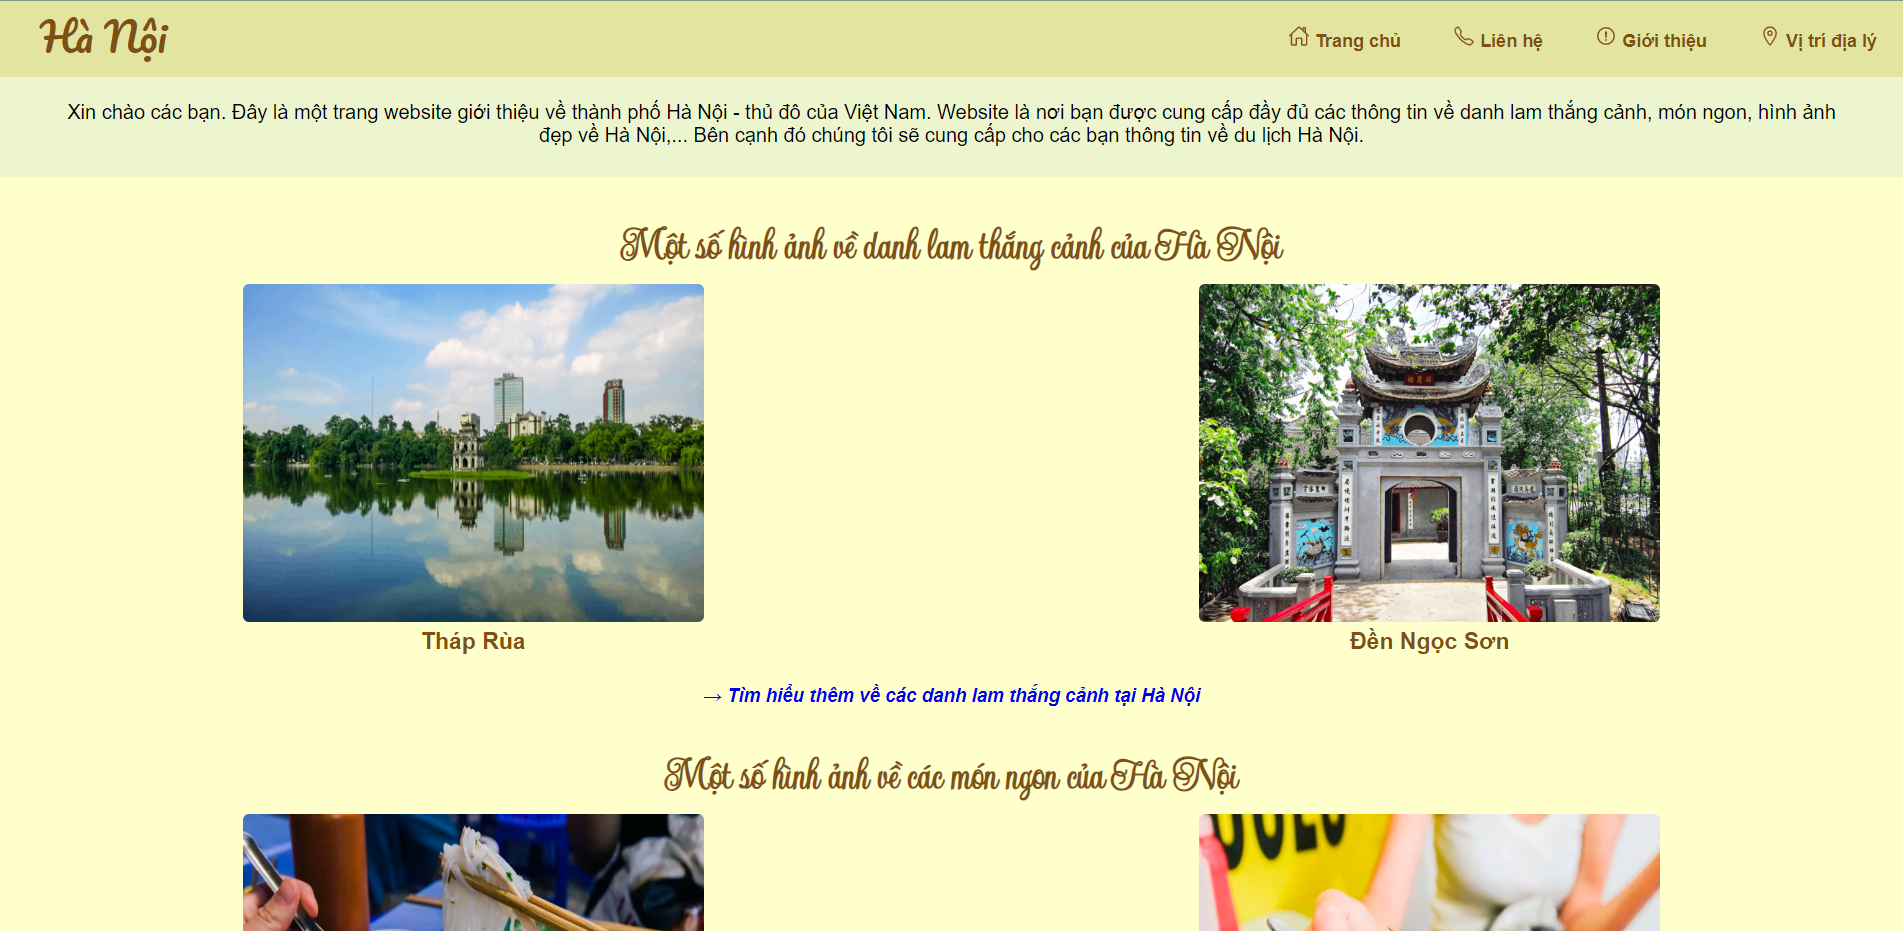 Hà Nội
Trang chủ
Liên hệ
Giới thiệu
Vị trí địa lý
Xin chào các bạn. Đây là một trang website giới thiệu về thành phố Hà Nội - thủ đô của Việt Nam. Website là nơi bạn được cung cấp đầy đủ các thông tin về danh lam thắng cảnh, món ngon, hình ảnh
đẹp về Hà Nội,... Bên cạnh đó chúng tôi sẽ cung cấp cho các bạn thông tin về du lịch Hà Nội.
Một số hình ảnh về danh lam thắng cảnh của Hà Nội
Tháp Rùa
Đền Ngọc Sơn
→ Tìm hiểu thêm về các danh lam thắng cảnh tại Hà Nội
Một số hình ảnh về các món ngon của Hà Nội